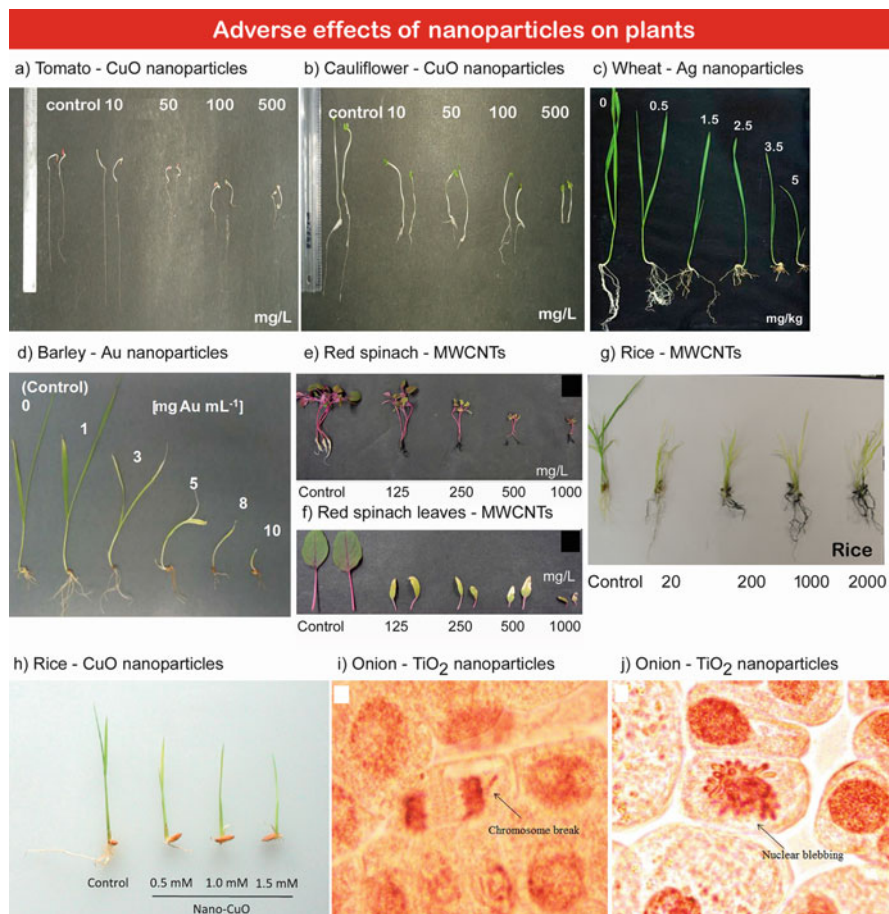 Adverse effects of nanoparticles on plants
a) Tomato - CuO nanoparticles
control 10 50 100 500
mg/L
b) Cauliflower - CuO nanoparticles
control 10 50 100 500
mg/L
c) Wheat - Ag nanoparticles
0 0.5 1.5 2.5 3.5 5
mg/kg
d) Barley - Au nanoparticles
(Control) [mg Au mL⁻¹]
0 1 3 5 8 10
e) Red spinach - MWCNTs
mg/L
Control 125 250 500 1000
f) Red spinach leaves - MWCNTs
mg/L
Control 125 250 500 1000
g) Rice - MWCNTs
Rice
Control 20 200 1000 2000
h) Rice - CuO nanoparticles
Control 0.5 mM 1.0 mM 1.5 mM
Nano-CuO
i) Onion - TiO₂ nanoparticles
Chromosome break
j) Onion - TiO₂ nanoparticles
Nuclear blebbing